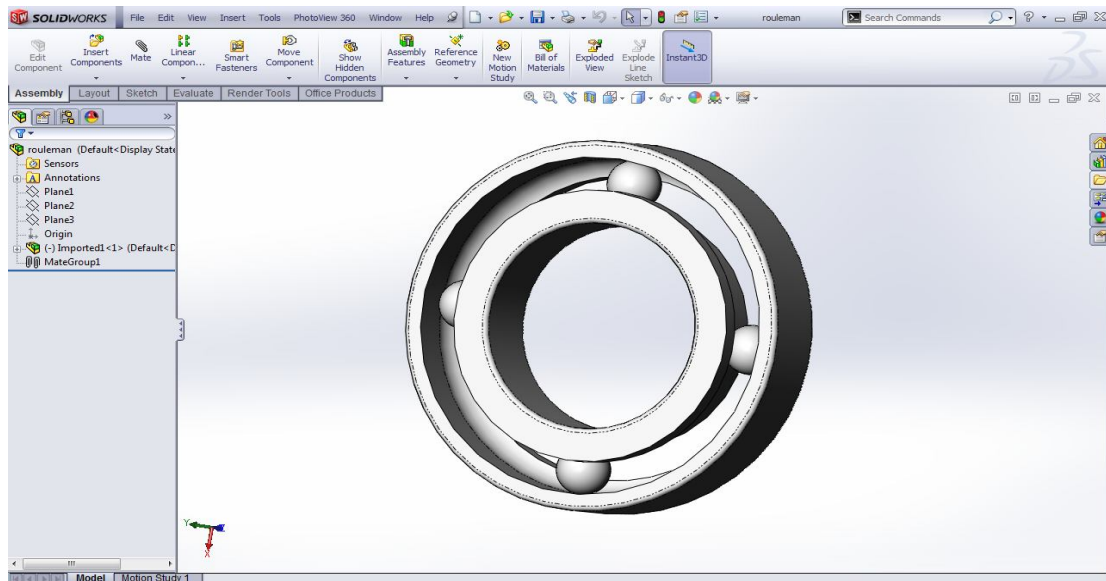 SOLIDWORKS File Edit View Insert Tools PhotoView 360 Window Help rouleman Search Commands
Edit Component
Insert Components
Mate
Linear Compon...
Smart Fasteners
Move Component
Show Hidden Components
Assembly Features
Reference Geometry
New Motion Study
Bill of Materials
Exploded View
Explode Line Sketch
Instant3D
Assembly Layout Sketch Evaluate Render Tools Office Products
rouleman (Default<Display State
Sensors
A Annotations
Plane1
Plane2
Plane3
Origin
(-) Imported1<1> (Default<D
MateGroup1
Y
X
Model Motion Study 1